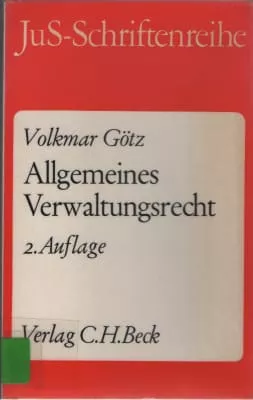 JuS-Schriftenreihe
Volkmar Götz
Allgemeines
Verwaltungsrecht
2. Auflage
Verlag C. H. Beck